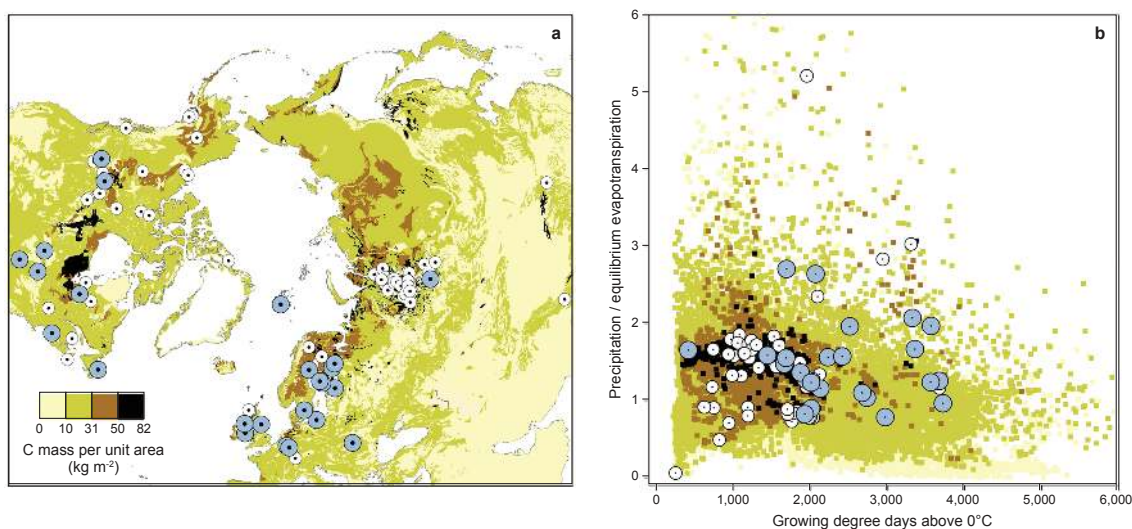 a
0 10 31 50 82
C mass per unit area
(kg m⁻²)
b
Precipitation / equilibrium evapotranspiration
6
5
4
3
2
1
0
0 1,000 2,000 3,000 4,000 5,000 6,000
Growing degree days above 0°C